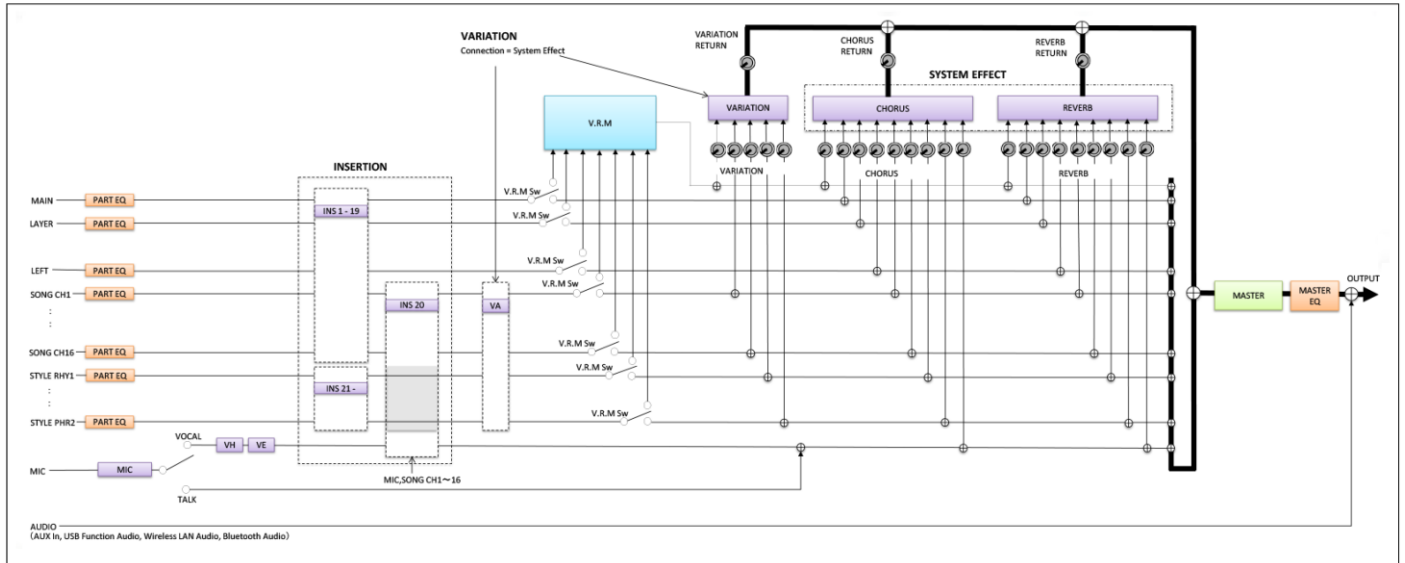 VARIATION
Connection = System Effect
VARIATION
RETURN
CHORUS
RETURN
REVERB
RETURN
SYSTEM EFFECT
VARIATION
CHORUS
REVERB
V.R.M
VARIATION
CHORUS
REVERB
INSERTION
MAIN
PART EQ
INS 1 - 19
V.R.M Sw
LAYER
PART EQ
V.R.M Sw
LEFT
PART EQ
V.R.M Sw
SONG CH1
PART EQ
INS 20
VA
V.R.M Sw
:
:
SONG CH16
PART EQ
V.R.M Sw
STYLE RHY1
PART EQ
INS 21 -
V.R.M Sw
:
:
STYLE PHR2
PART EQ
V.R.M Sw
OUTPUT
MASTER
MASTER
EQ
VOCAL
VH
VE
MIC
MIC
TALK
MIC,SONG CH1〜16
AUDIO
(AUX In, USB Function Audio, Wireless LAN Audio, Bluetooth Audio)